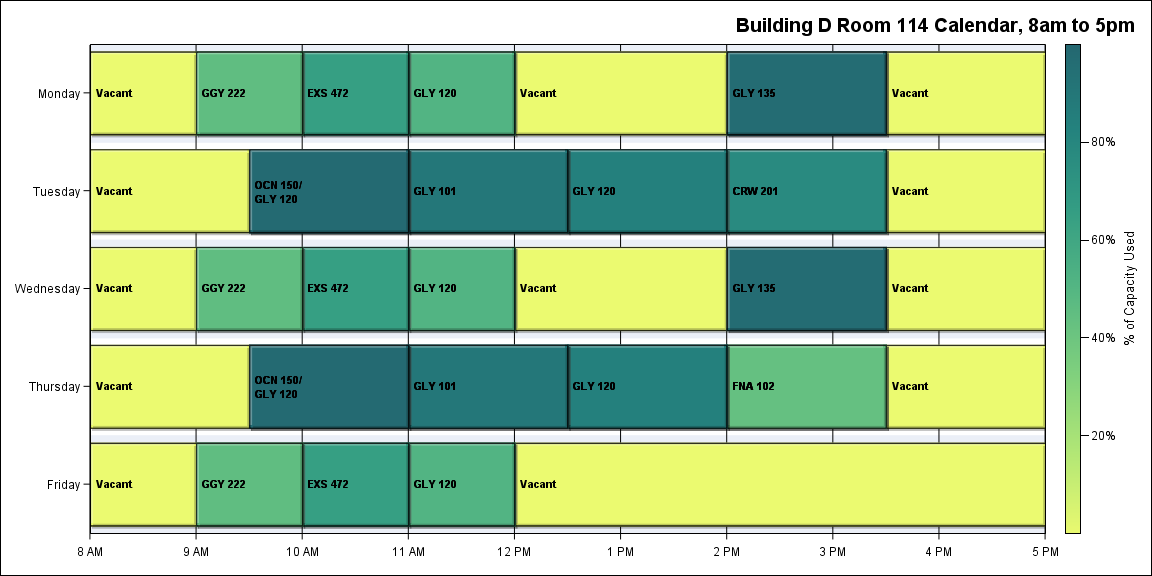 Building D Room 114 Calendar, 8am to 5pm
Monday
Vacant
GGY 222
EXS 472
GLY 120
Vacant
GLY 135
Vacant
Tuesday
Vacant
OCN 150/
GLY 120
GLY 101
GLY 120
CRW 201
Vacant
Wednesday
Vacant
GGY 222
EXS 472
GLY 120
Vacant
GLY 135
Vacant
Thursday
Vacant
OCN 150/
GLY 120
GLY 101
GLY 120
FNA 102
Vacant
Friday
Vacant
GGY 222
EXS 472
GLY 120
Vacant
8 AM
9 AM
10 AM
11 AM
12 PM
1 PM
2 PM
3 PM
4 PM
5 PM
80%
60%
40%
20%
% of Capacity Used